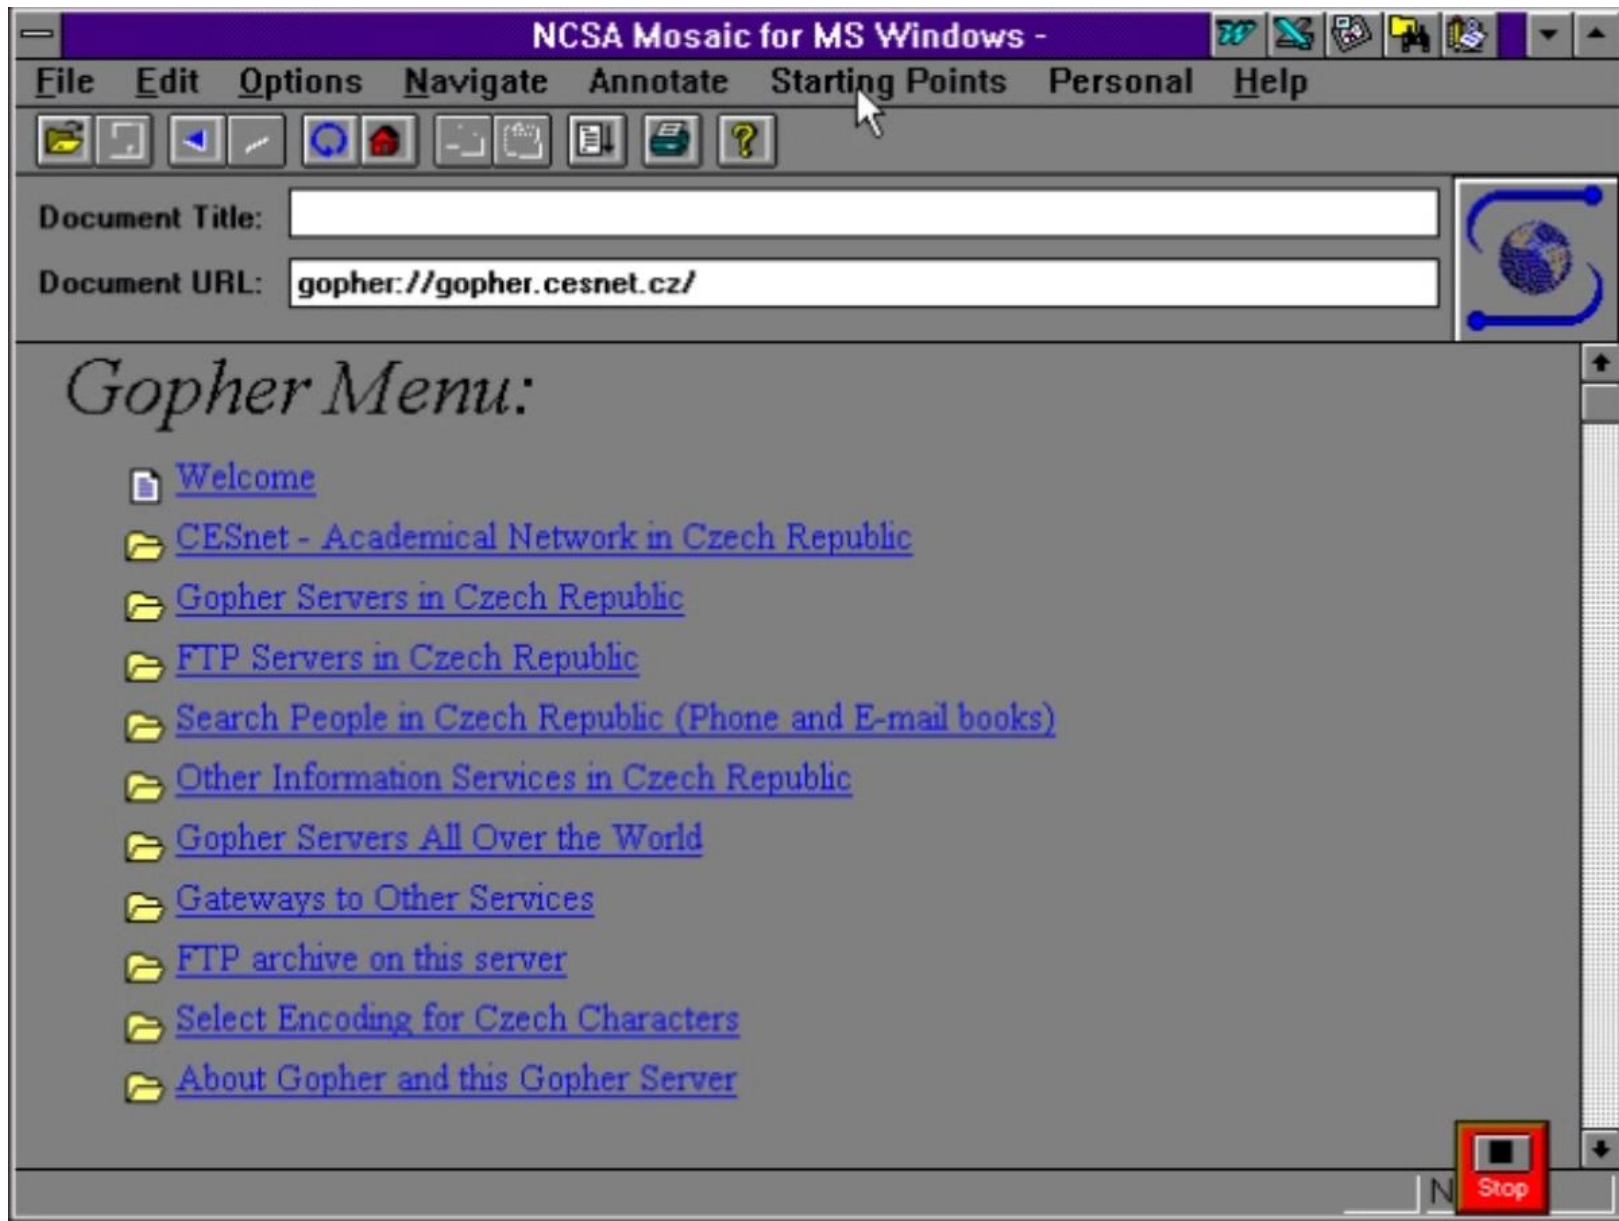 NCSA Mosaic for MS Windows -
File Edit Options Navigate Annotate Starting Points Personal Help
Document Title:
Document URL: gopher://gopher.cesnet.cz/
Gopher Menu:
Welcome
CESnet - Academical Network in Czech Republic
Gopher Servers in Czech Republic
FTP Servers in Czech Republic
Search People in Czech Republic (Phone and E-mail books)
Other Information Services in Czech Republic
Gopher Servers All Over the World
Gateways to Other Services
FTP archive on this server
Select Encoding for Czech Characters
About Gopher and this Gopher Server
N
Stop